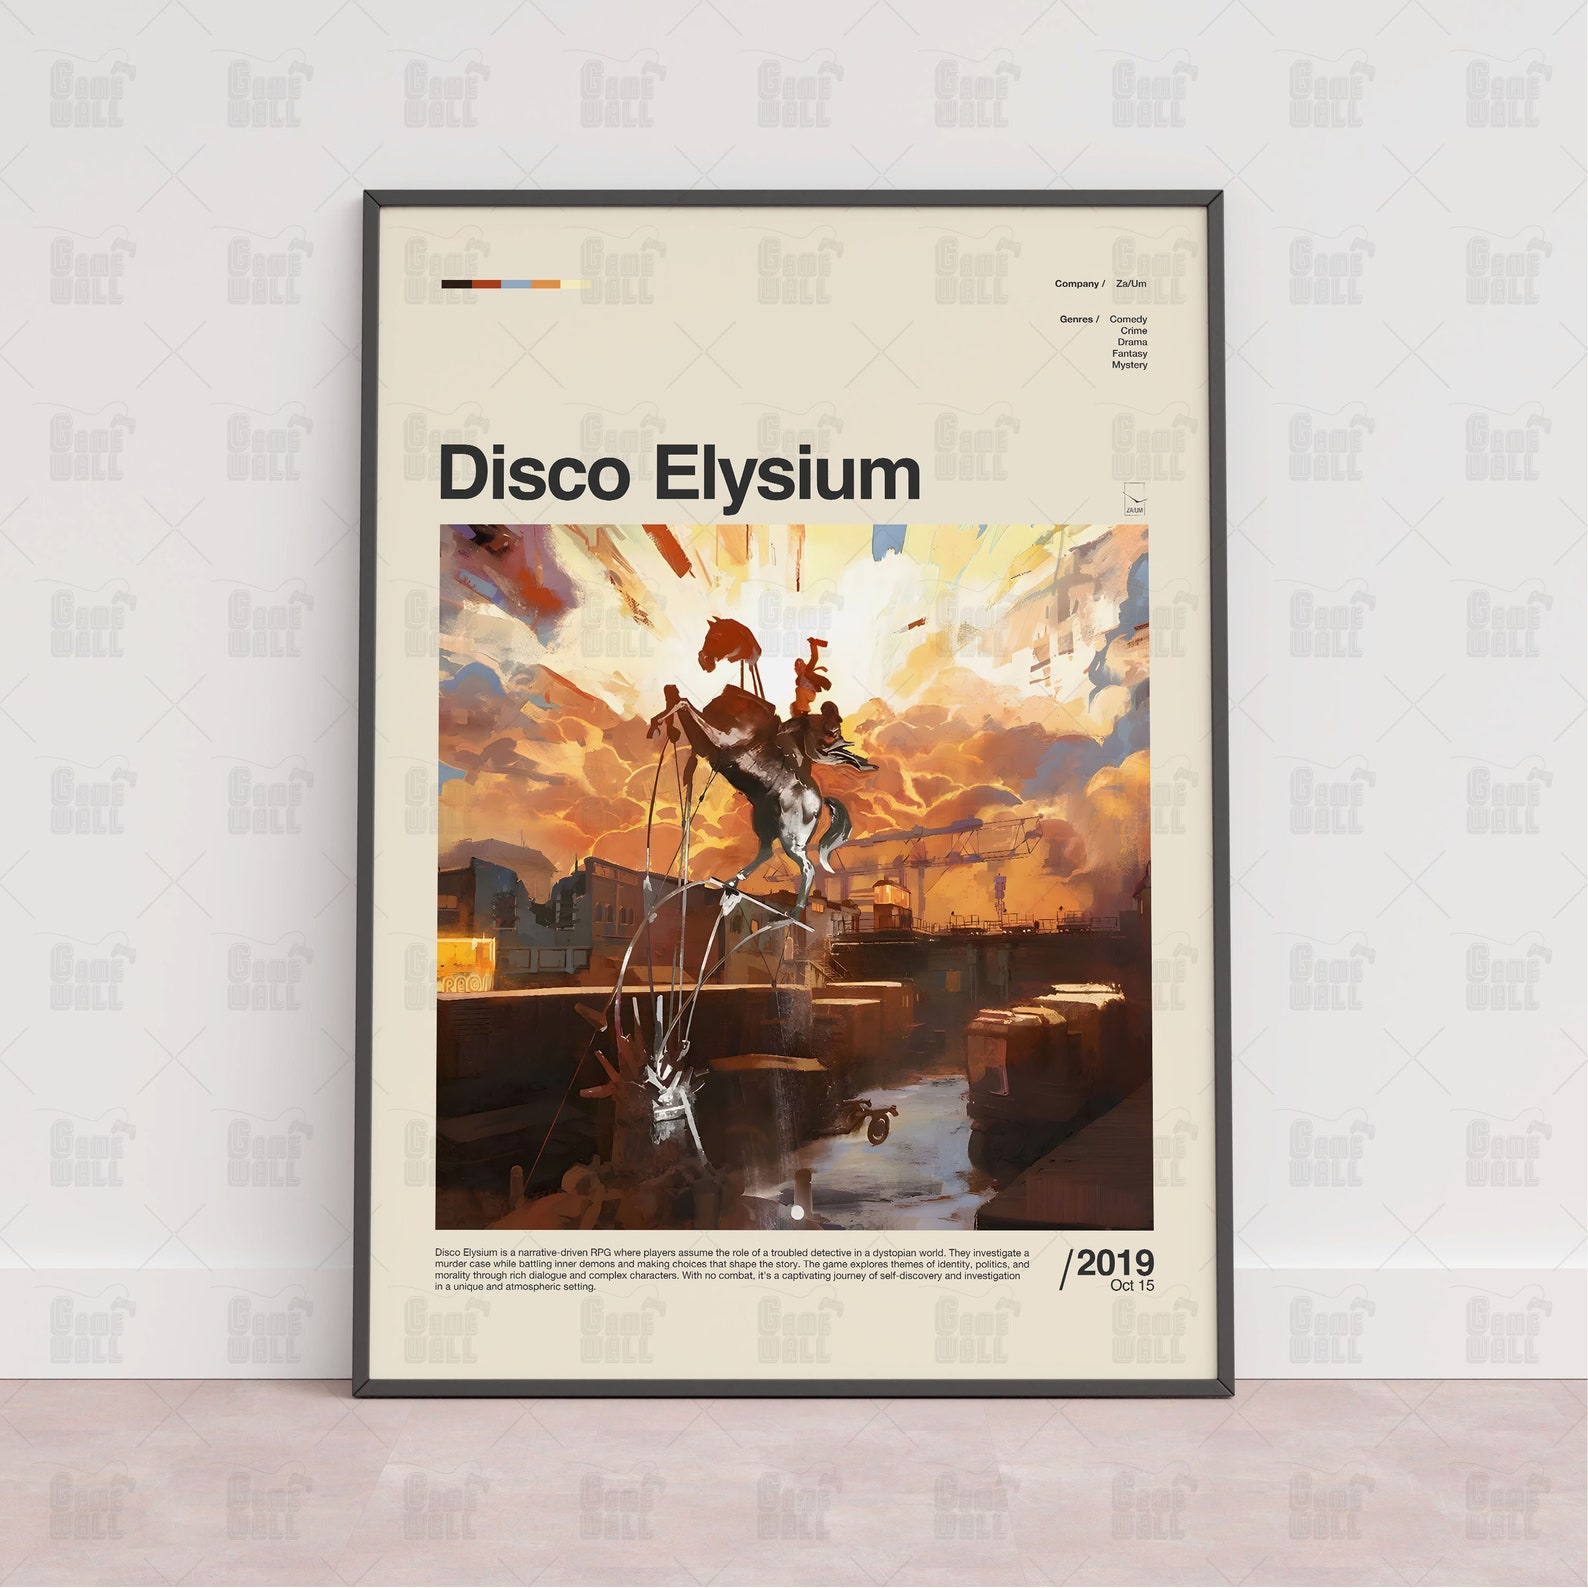 Company / Za/Um
Genres / Comedy
Crime
Drama
Fantasy
Mystery
Disco Elysium
ZA/UM
RAG
Disco Elysium is a narrative-driven RPG where players assume the role of a troubled detective in a dystopian world. They investigate a
murder case while battling inner demons and making choices that shape the story. The game explores themes of identity, politics, and
morality through rich dialogue and complex characters. With no combat, it's a captivating journey of self-discovery and investigation
in a unique and atmospheric setting.
/2019
Oct 15
GAME
WALL